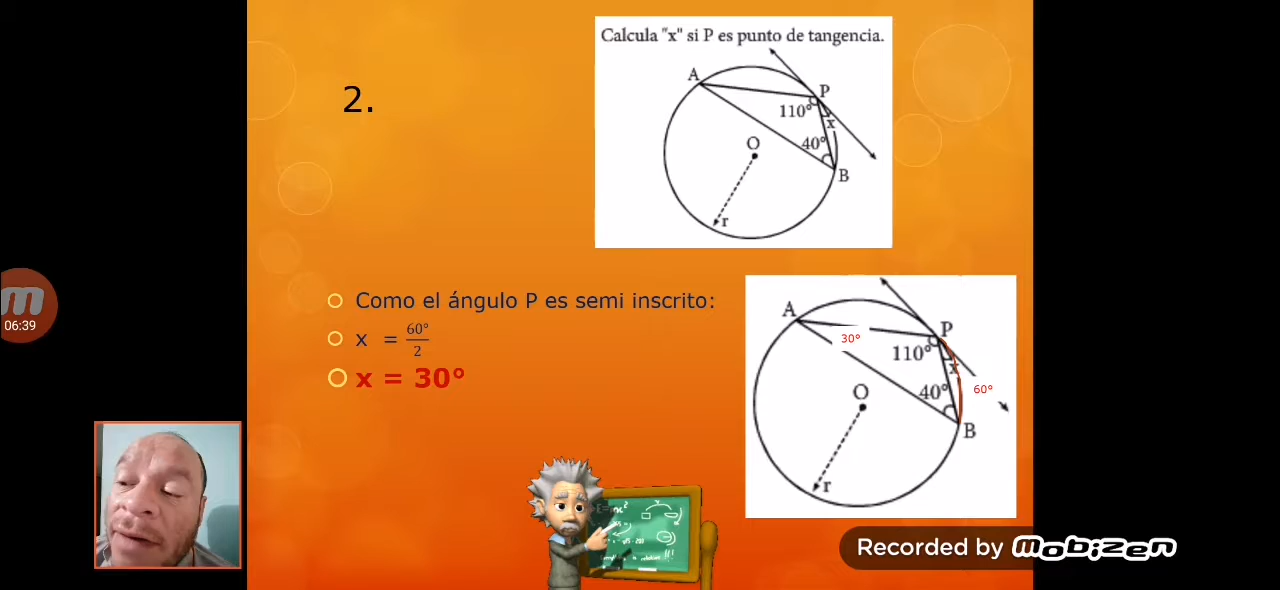 Calcula "x" si P es punto de tangencia.
2.
A
P
110°
x
40°
O
B
r
06:39
Como el ángulo P es semi inscrito:
x = 60°/2
x = 30°
A
P
30°
110°
x
60°
40°
O
B
r
Recorded by mobizen